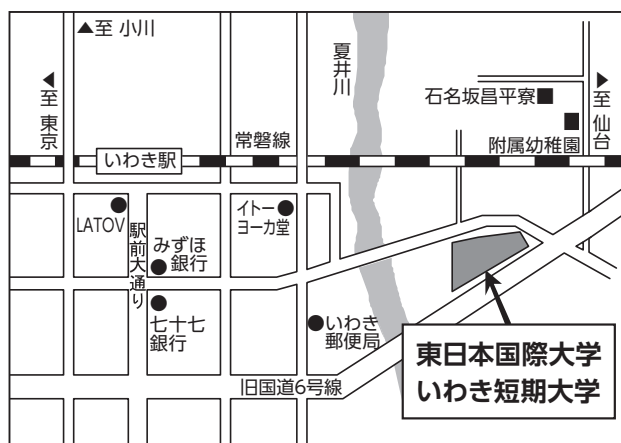 ▲至 小川
夏井川
▲至 東京
石名坂昌平寮■
▲至 仙台
常磐線
附属幼稚園
いわき駅
LATOV
駅前大通り
みずほ
銀行
イトー
ヨーカ堂
七十七
銀行
いわき
郵便局
旧国道6号線
東日本国際大学
いわき短期大学